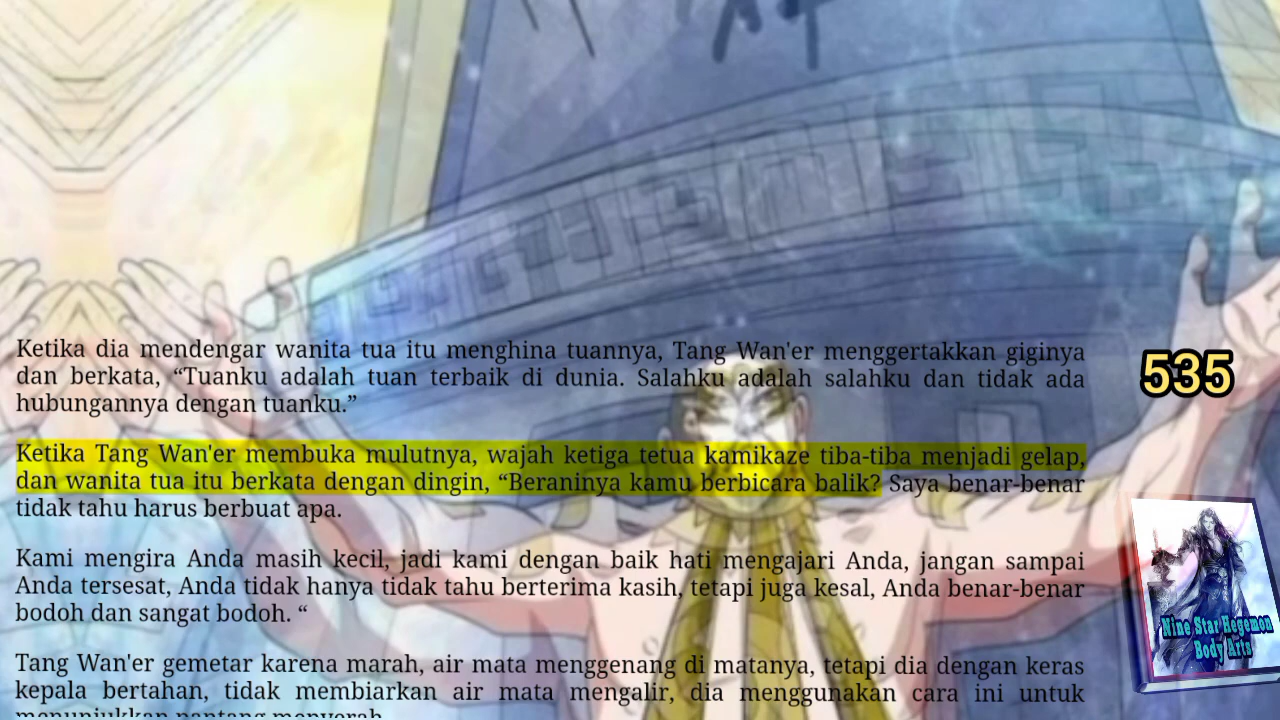 Ketika dia mendengar wanita tua itu menghina tuannya, Tang Wan'er menggertakkan giginya
dan berkata, “Tuanku adalah tuan terbaik di dunia. Salahku adalah salahku dan tidak ada
hubungannya dengan tuanku.”
Ketika Tang Wan'er membuka mulutnya, wajah ketiga tetua kamikaze tiba-tiba menjadi gelap,
dan wanita tua itu berkata dengan dingin, “Beraninya kamu berbicara balik? Saya benar-benar
tidak tahu harus berbuat apa.
Kami mengira Anda masih kecil, jadi kami dengan baik hati mengajari Anda, jangan sampai
Anda tersesat, Anda tidak hanya tidak tahu berterima kasih, tetapi juga kesal, Anda benar-benar
bodoh dan sangat bodoh. “
Tang Wan'er gemetar karena marah, air mata menggenang di matanya, tetapi dia dengan keras
kepala bertahan, tidak membiarkan air mata mengalir, dia menggunakan cara ini untuk
menunjukkan pantang menyerah.
535
Nine Star Hegemon
Body Arts